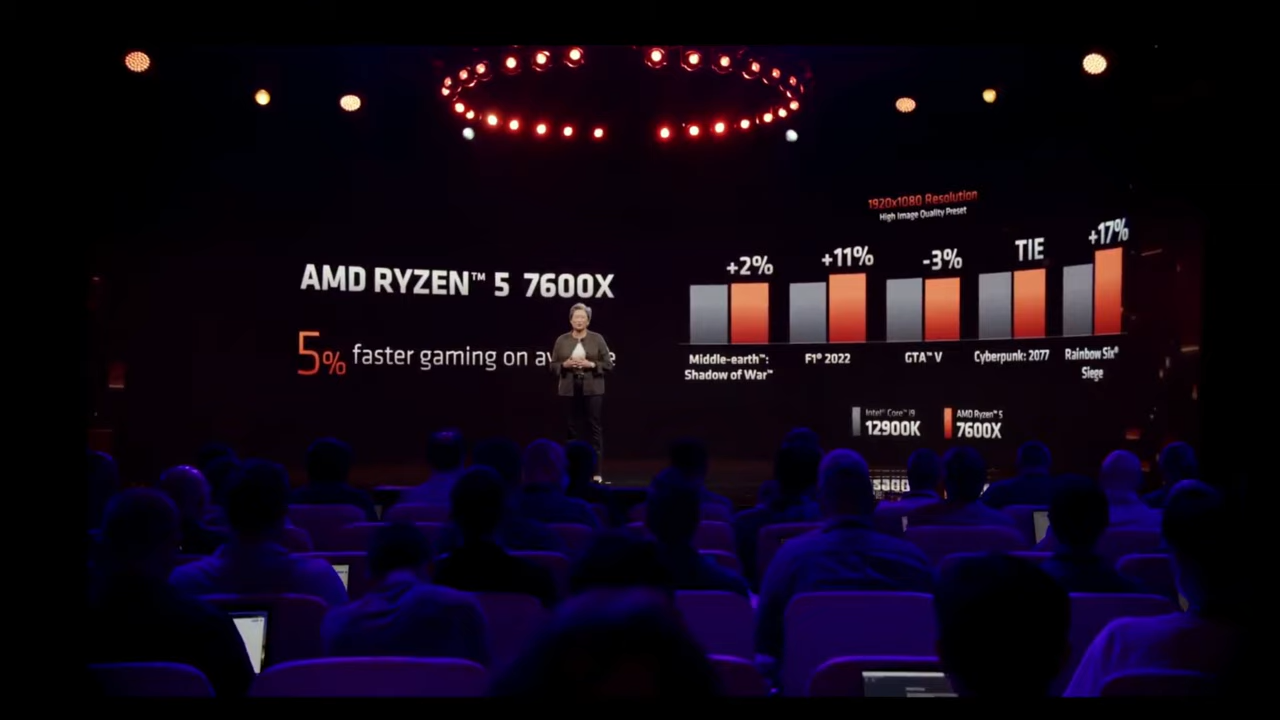 AMD RYZEN™ 5 7600X
5% faster gaming on av
1920x1080 Resolution
High Image Quality Preset
+2%
+11%
-3%
TIE
+17%
Middle-earth™:
Shadow of War™
F1® 2022
GTA™ V
Cyberpunk: 2077
Rainbow Six®
Siege
Intel® Core™ i9
12900K
AMD Ryzen™ 5
7600X